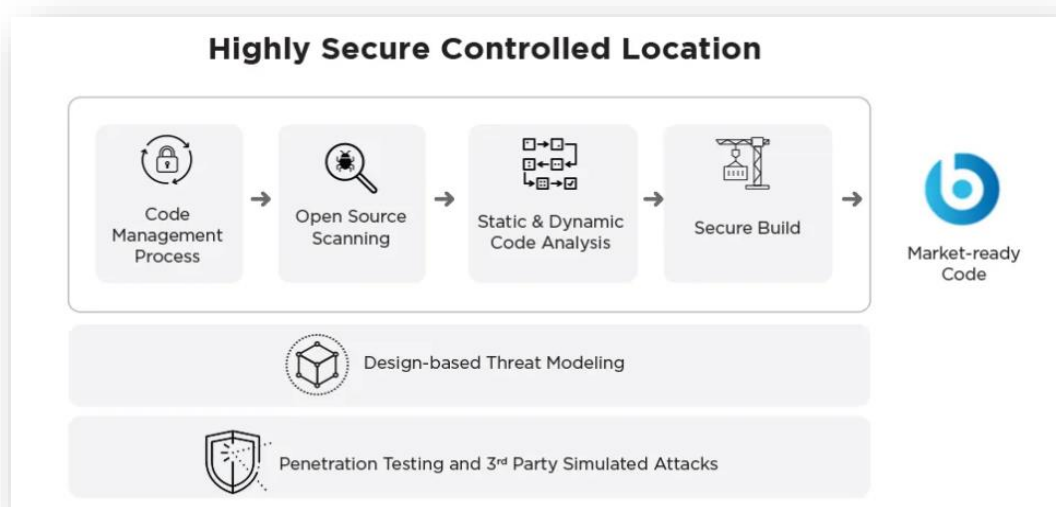 Highly Secure Controlled Location
Code
Management
Process
Open Source
Scanning
Static & Dynamic
Code Analysis
Secure Build
Market-ready
Code
Design-based Threat Modeling
Penetration Testing and 3rd Party Simulated Attacks